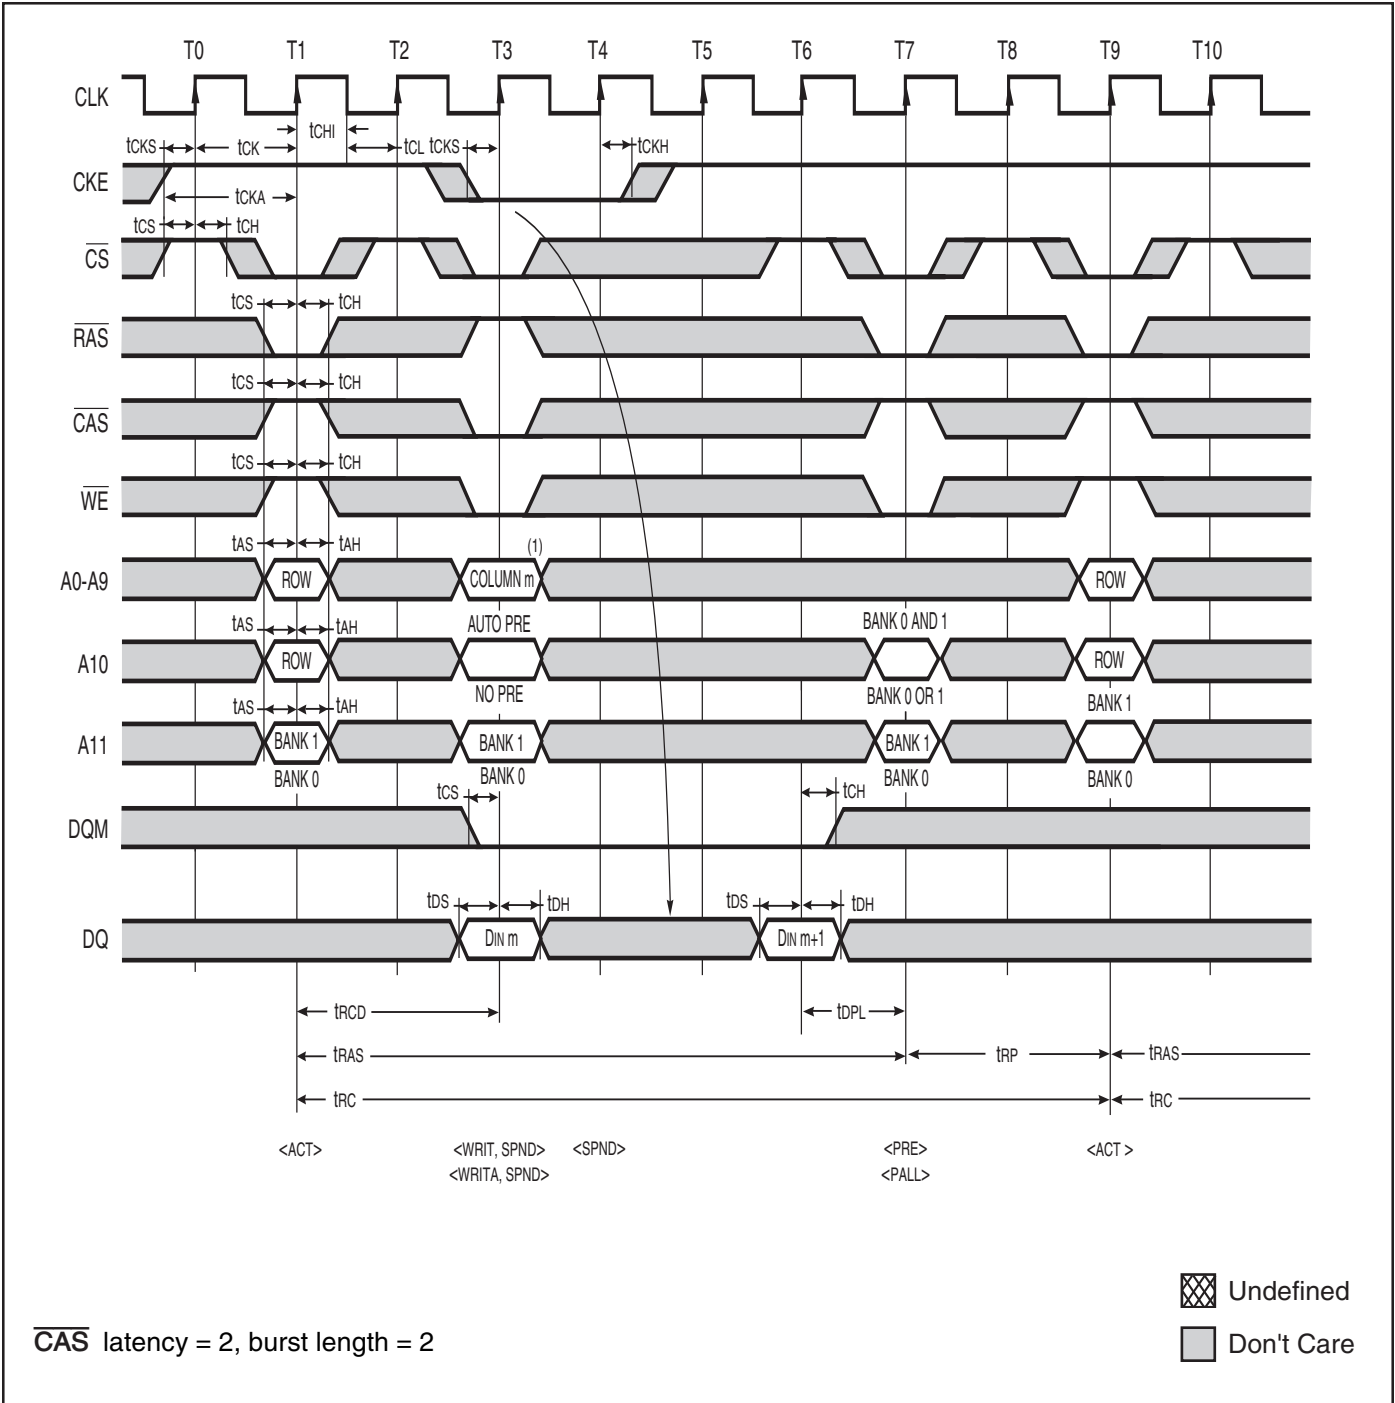 T0 T1 T2 T3 T4 T5 T6 T7 T8 T9 T10
CLK
tCHI
tCKS tCK tCL tCKS tCKH
CKE
tCKA
tCS tCH
CS
tCS tCH
RAS
tCS tCH
CAS
tCS tCH
WE
tAS tAH (1)
A0-A9 ROW COLUMN m ROW
tAS tAH AUTO PRE BANK 0 AND 1
A10 ROW ROW
NO PRE BANK 0 OR 1 BANK 1
tAS tAH
A11 BANK 1 BANK 1 BANK 1
BANK 0 BANK 0 BANK 0 BANK 0
tCS tCH
DQM
tDS tDH tDS tDH
DQ DIN m DIN m+1
tRCD tDPL
tRAS tRP tRAS
tRC tRC
<ACT> <WRIT, SPND> <SPND> <PRE> <ACT >
<WRITA, SPND> <PALL>
Undefined
CAS latency = 2, burst length = 2
Don't Care